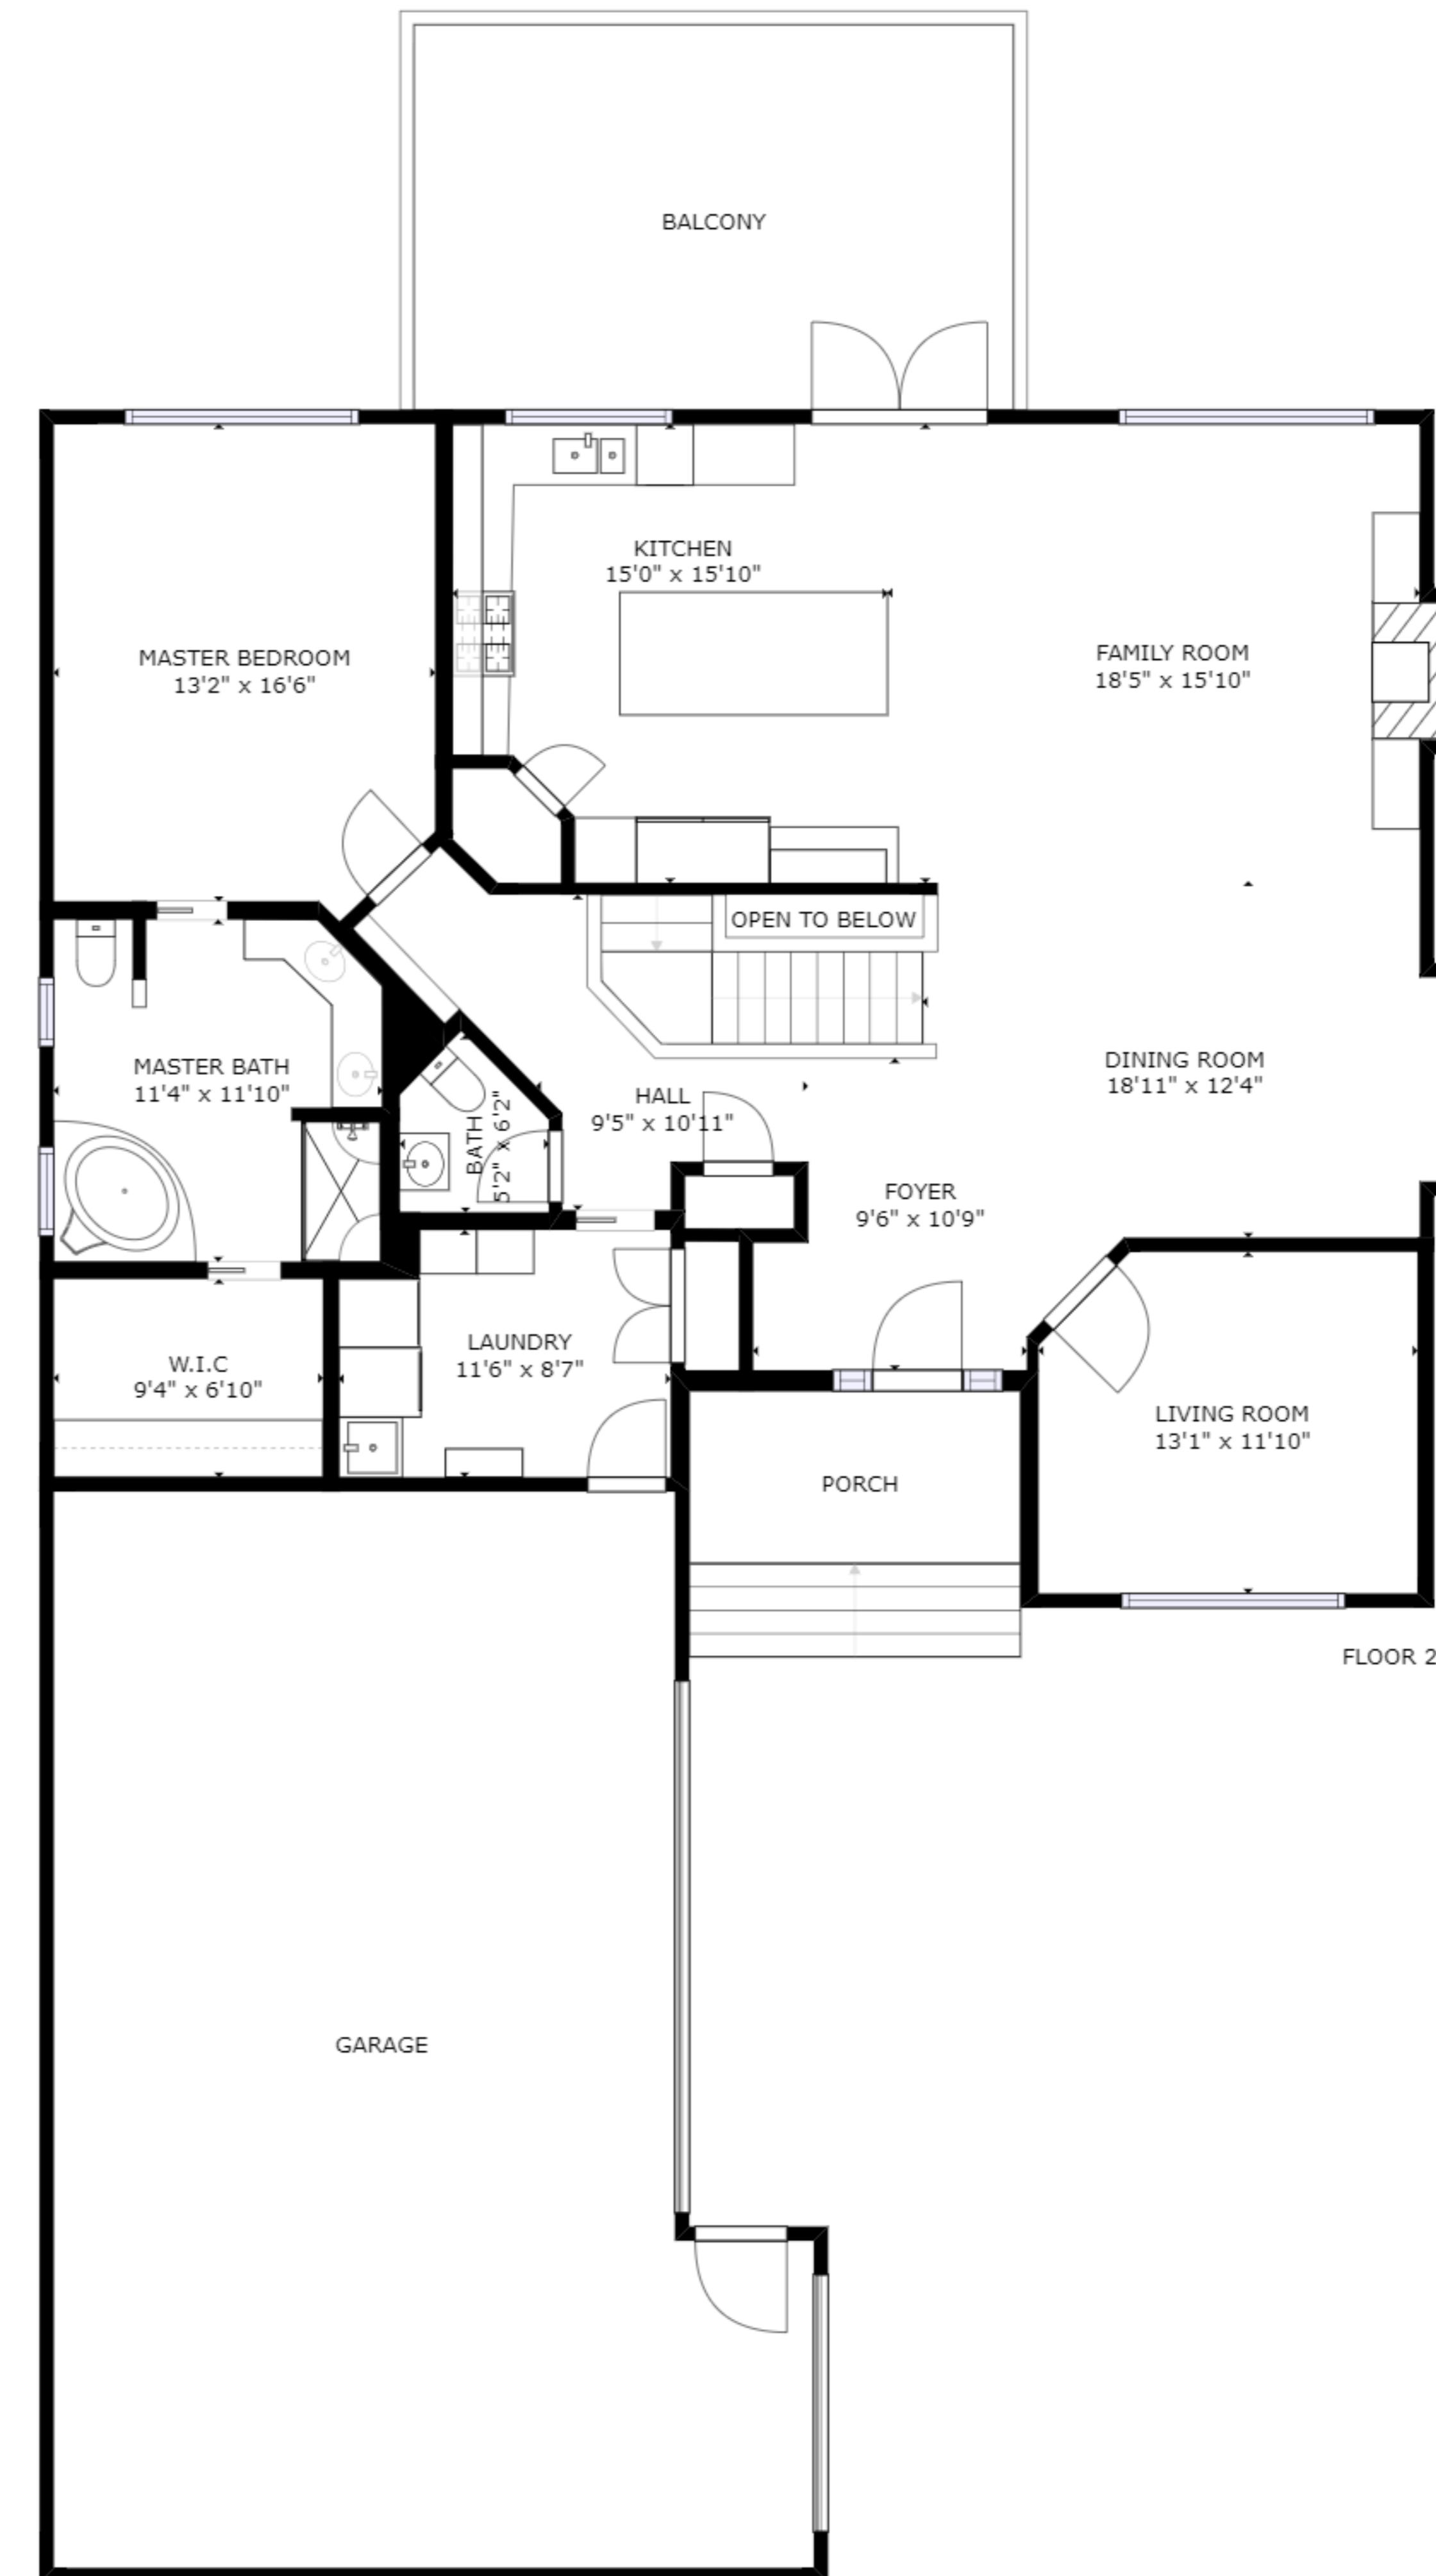 BALCONY
KITCHEN
15'0" x 15'10"
MASTER BEDROOM
13'2" x 16'6"
FAMILY ROOM
18'5" x 15'10"
OPEN TO BELOW
MASTER BATH
11'4" x 11'10"
BATH
5'2" x 6'2"
HALL
9'5" x 10'11"
DINING ROOM
18'11" x 12'4"
FOYER
9'6" x 10'9"
LAUNDRY
11'6" x 8'7"
W.I.C
9'4" x 6'10"
LIVING ROOM
13'1" x 11'10"
PORCH
FLOOR 2
GARAGE